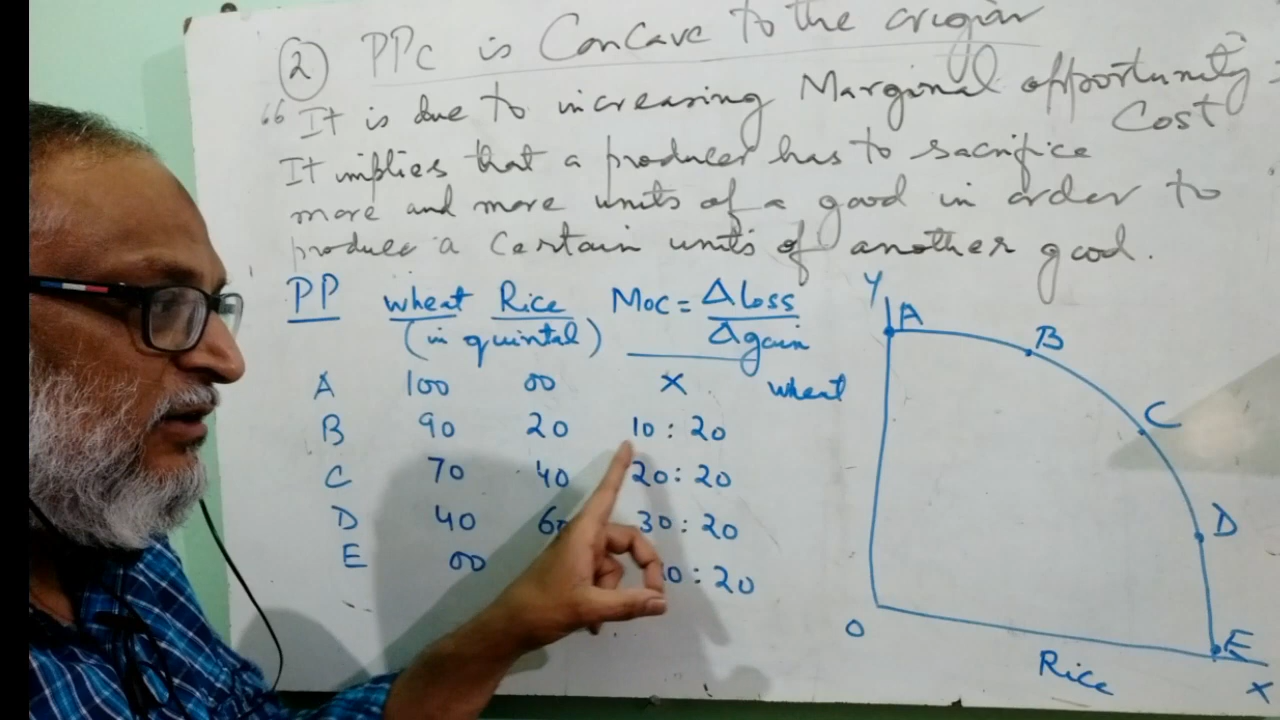 ② PPC is Concave to the origin
“ It is due to increasing Marginal opportunity
Cost
It implies that a producer has to sacrifice
more and more units of a good in order to
produce a certain units of another good.
PP wheat Rice MOC = Δloss / Δgain
(in quintal)
A 100 00 X
B 90 20 10 : 20
C 70 40 20 : 20
D 40 60 30 : 20
E 00 : 20
Y
A
B
wheat
C
D
O
E
Rice
X